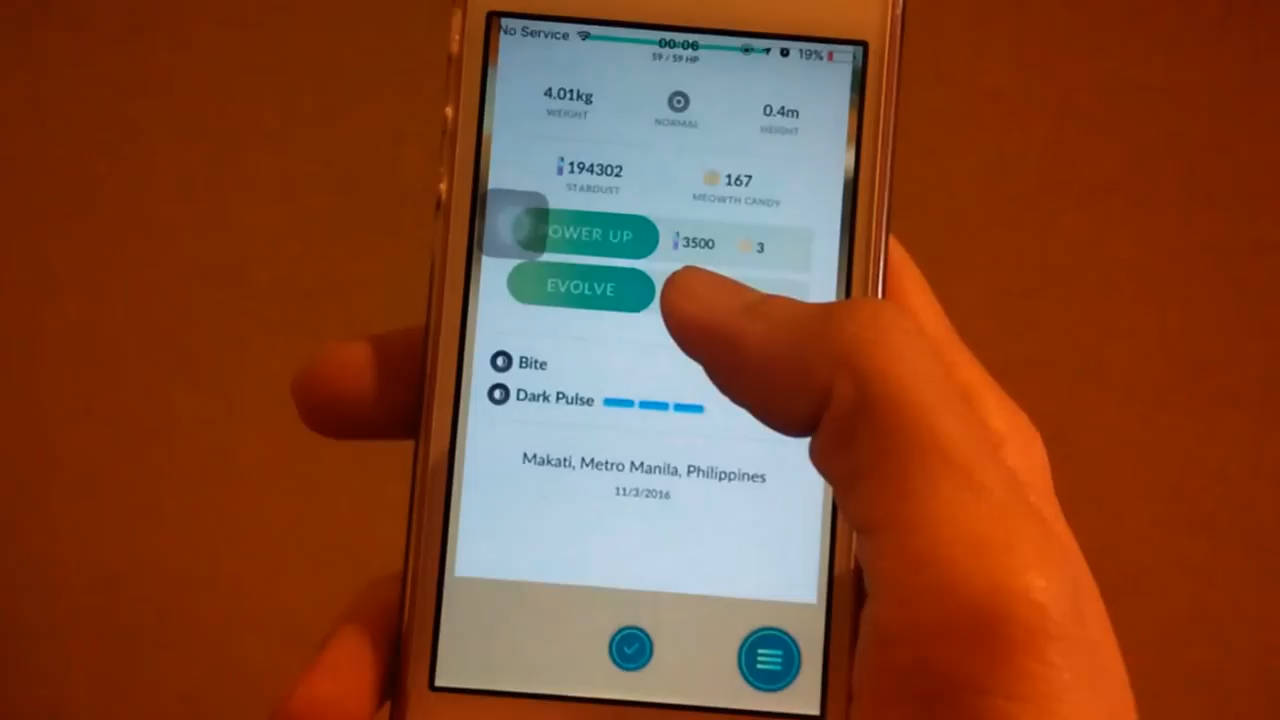 No Service 00:06 19%
59 / 59 HP
4.01kg 0.4m
WEIGHT NORMAL HEIGHT
194302 167
STARDUST MEOWTH CANDY
POWER UP 3500 3
EVOLVE
Bite
Dark Pulse
Makati, Metro Manila, Philippines
11/3/2016